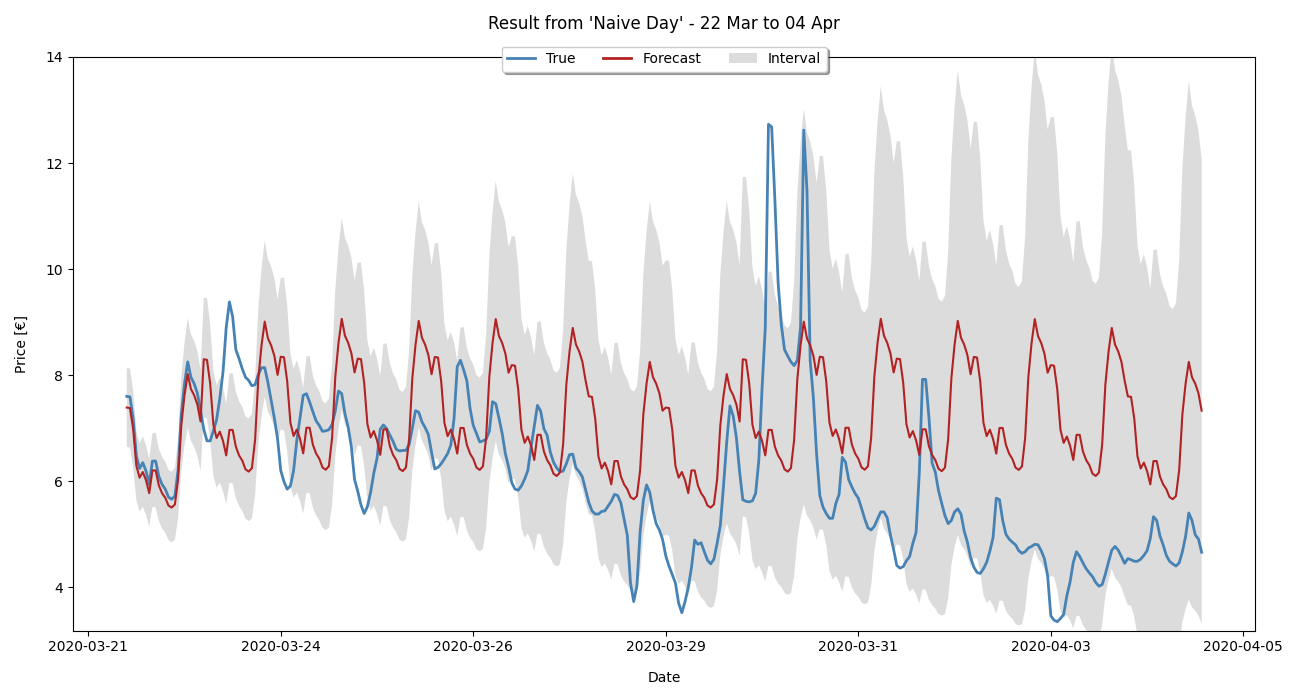 Result from 'Naive Day' - 22 Mar to 04 Apr
True Forecast Interval
14
12
10
8
6
4
Price [€]
2020-03-21 2020-03-24 2020-03-26 2020-03-29 2020-03-31 2020-04-03 2020-04-05
Date